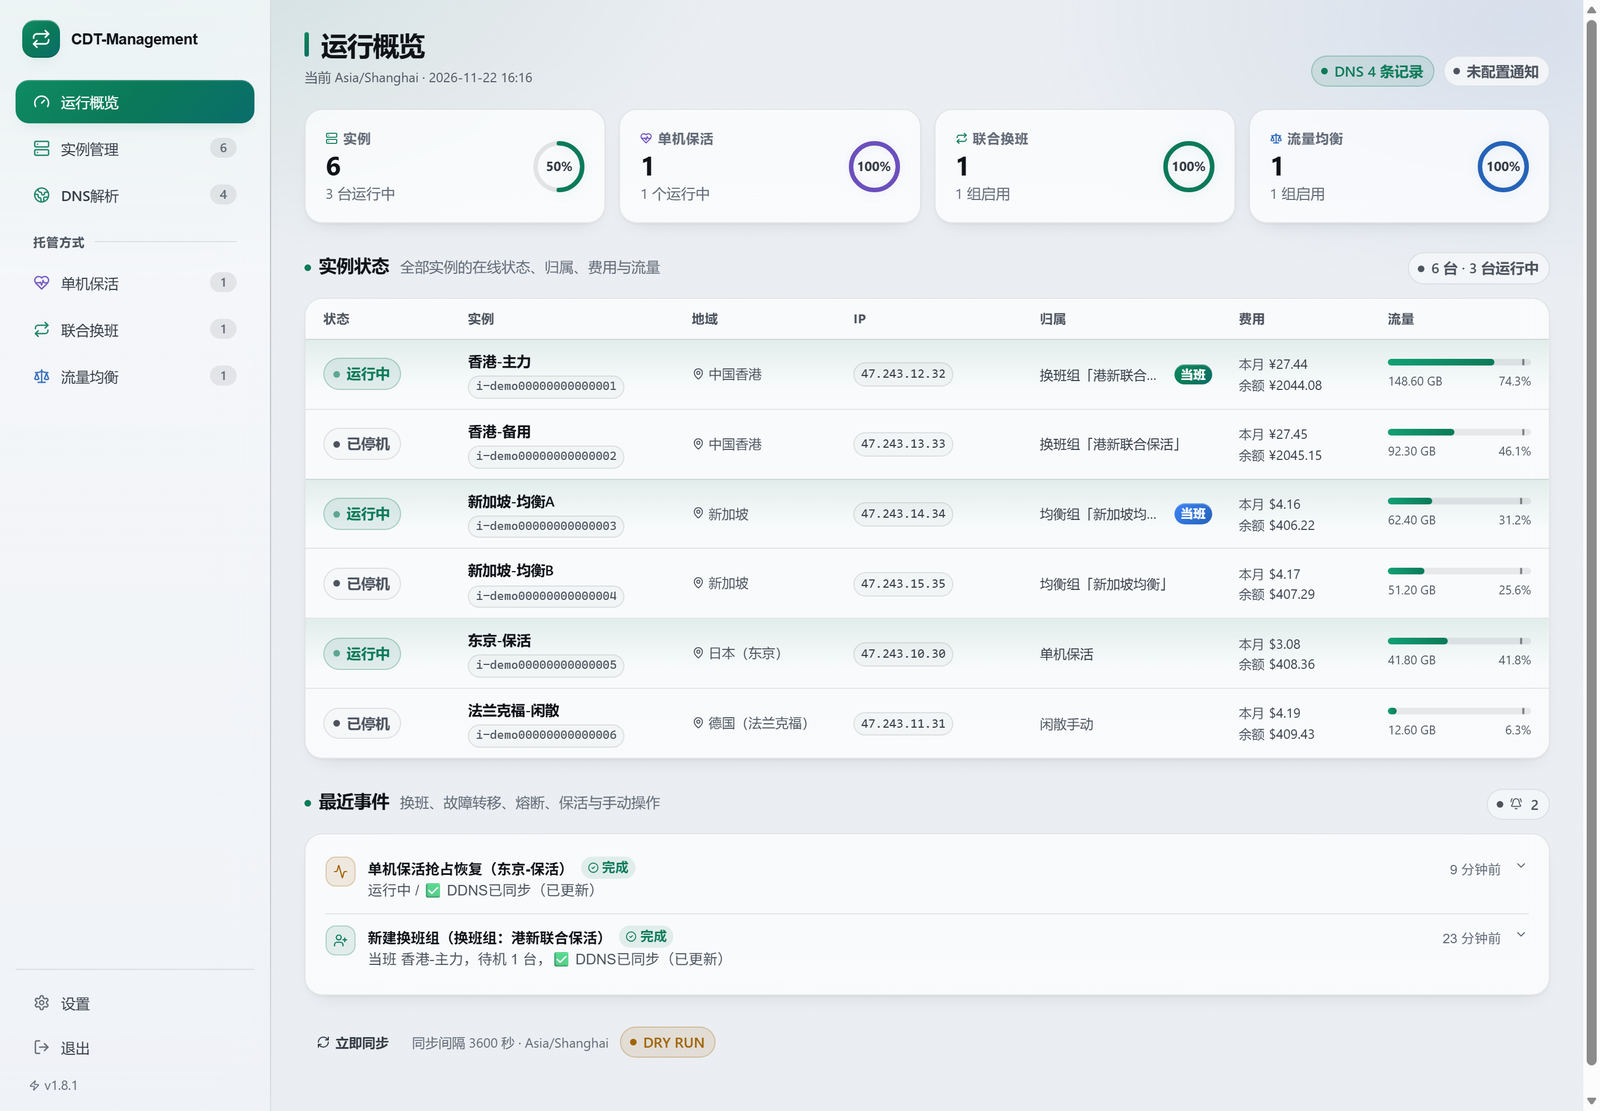 CDT-Management
运行概览
实例管理 6
DNS解析 4
托管方式
单机保活 1
联合换班 1
流量均衡 1
设置
退出
v1.8.1
运行概览
当前 Asia/Shanghai · 2026-11-22 16:16
DNS 4 条记录
未配置通知
实例
6
3 台运行中
50%
单机保活
1
1 个运行中
100%
联合换班
1
1 组启用
100%
流量均衡
1
1 组启用
100%
实例状态 全部实例的在线状态、归属、费用与流量
6 台 · 3 台运行中
状态 实例 地域 IP 归属 费用 流量
运行中
香港-主力
i-demo00000000000001
中国香港
47.243.12.32
换班组「港新联合... 当班
本月 ¥27.44
余额 ¥2044.08
148.60 GB 74.3%
已停机
香港-备用
i-demo00000000000002
中国香港
47.243.13.33
换班组「港新联合保活」
本月 ¥27.45
余额 ¥2045.15
92.30 GB 46.1%
运行中
新加坡-均衡A
i-demo00000000000003
新加坡
47.243.14.34
均衡组「新加坡均... 当班
本月 $4.16
余额 $406.22
62.40 GB 31.2%
已停机
新加坡-均衡B
i-demo00000000000004
新加坡
47.243.15.35
均衡组「新加坡均衡」
本月 $4.17
余额 $407.29
51.20 GB 25.6%
运行中
东京-保活
i-demo00000000000005
日本（东京）
47.243.10.30
单机保活
本月 $3.08
余额 $408.36
41.80 GB 41.8%
已停机
法兰克福-闲散
i-demo00000000000006
德国（法兰克福）
47.243.11.31
闲散手动
本月 $4.19
余额 $409.43
12.60 GB 6.3%
最近事件 换班、故障转移、熔断、保活与手动操作
2
单机保活抢占恢复（东京-保活） 完成
9 分钟前
运行中 / ✅ DDNS已同步（已更新）
新建换班组（换班组：港新联合保活） 完成
23 分钟前
当班 香港-主力，待机 1 台，✅ DDNS已同步（已更新）
立即同步 同步间隔 3600 秒 · Asia/Shanghai DRY RUN